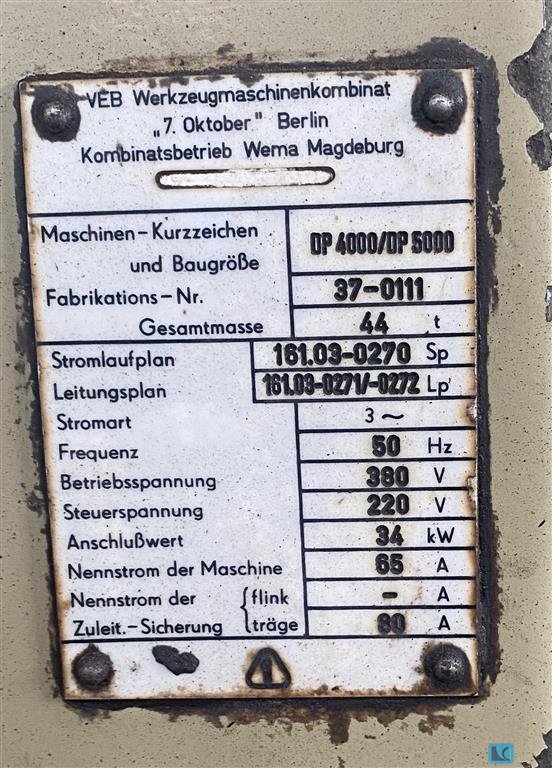 VEB Werkzeugmaschinenkombinat
„7. Oktober" Berlin
Kombinatsbetrieb Wema Magdeburg
Maschinen-Kurzzeichen
und Baugröße DP 4000/DP 5000
Fabrikations-Nr. 37-0111
Gesamtmasse 44 t
Stromlaufplan 161.03-0270 Sp
Leitungsplan 161.03-0271/-0272 Lp
Stromart 3 ~
Frequenz 50 Hz
Betriebsspannung 380 V
Steuerspannung 220 V
Anschlußwert 34 kW
Nennstrom der Maschine 65 A
Nennstrom der { flink - A
Zuleit.-Sicherung { träge 80 A